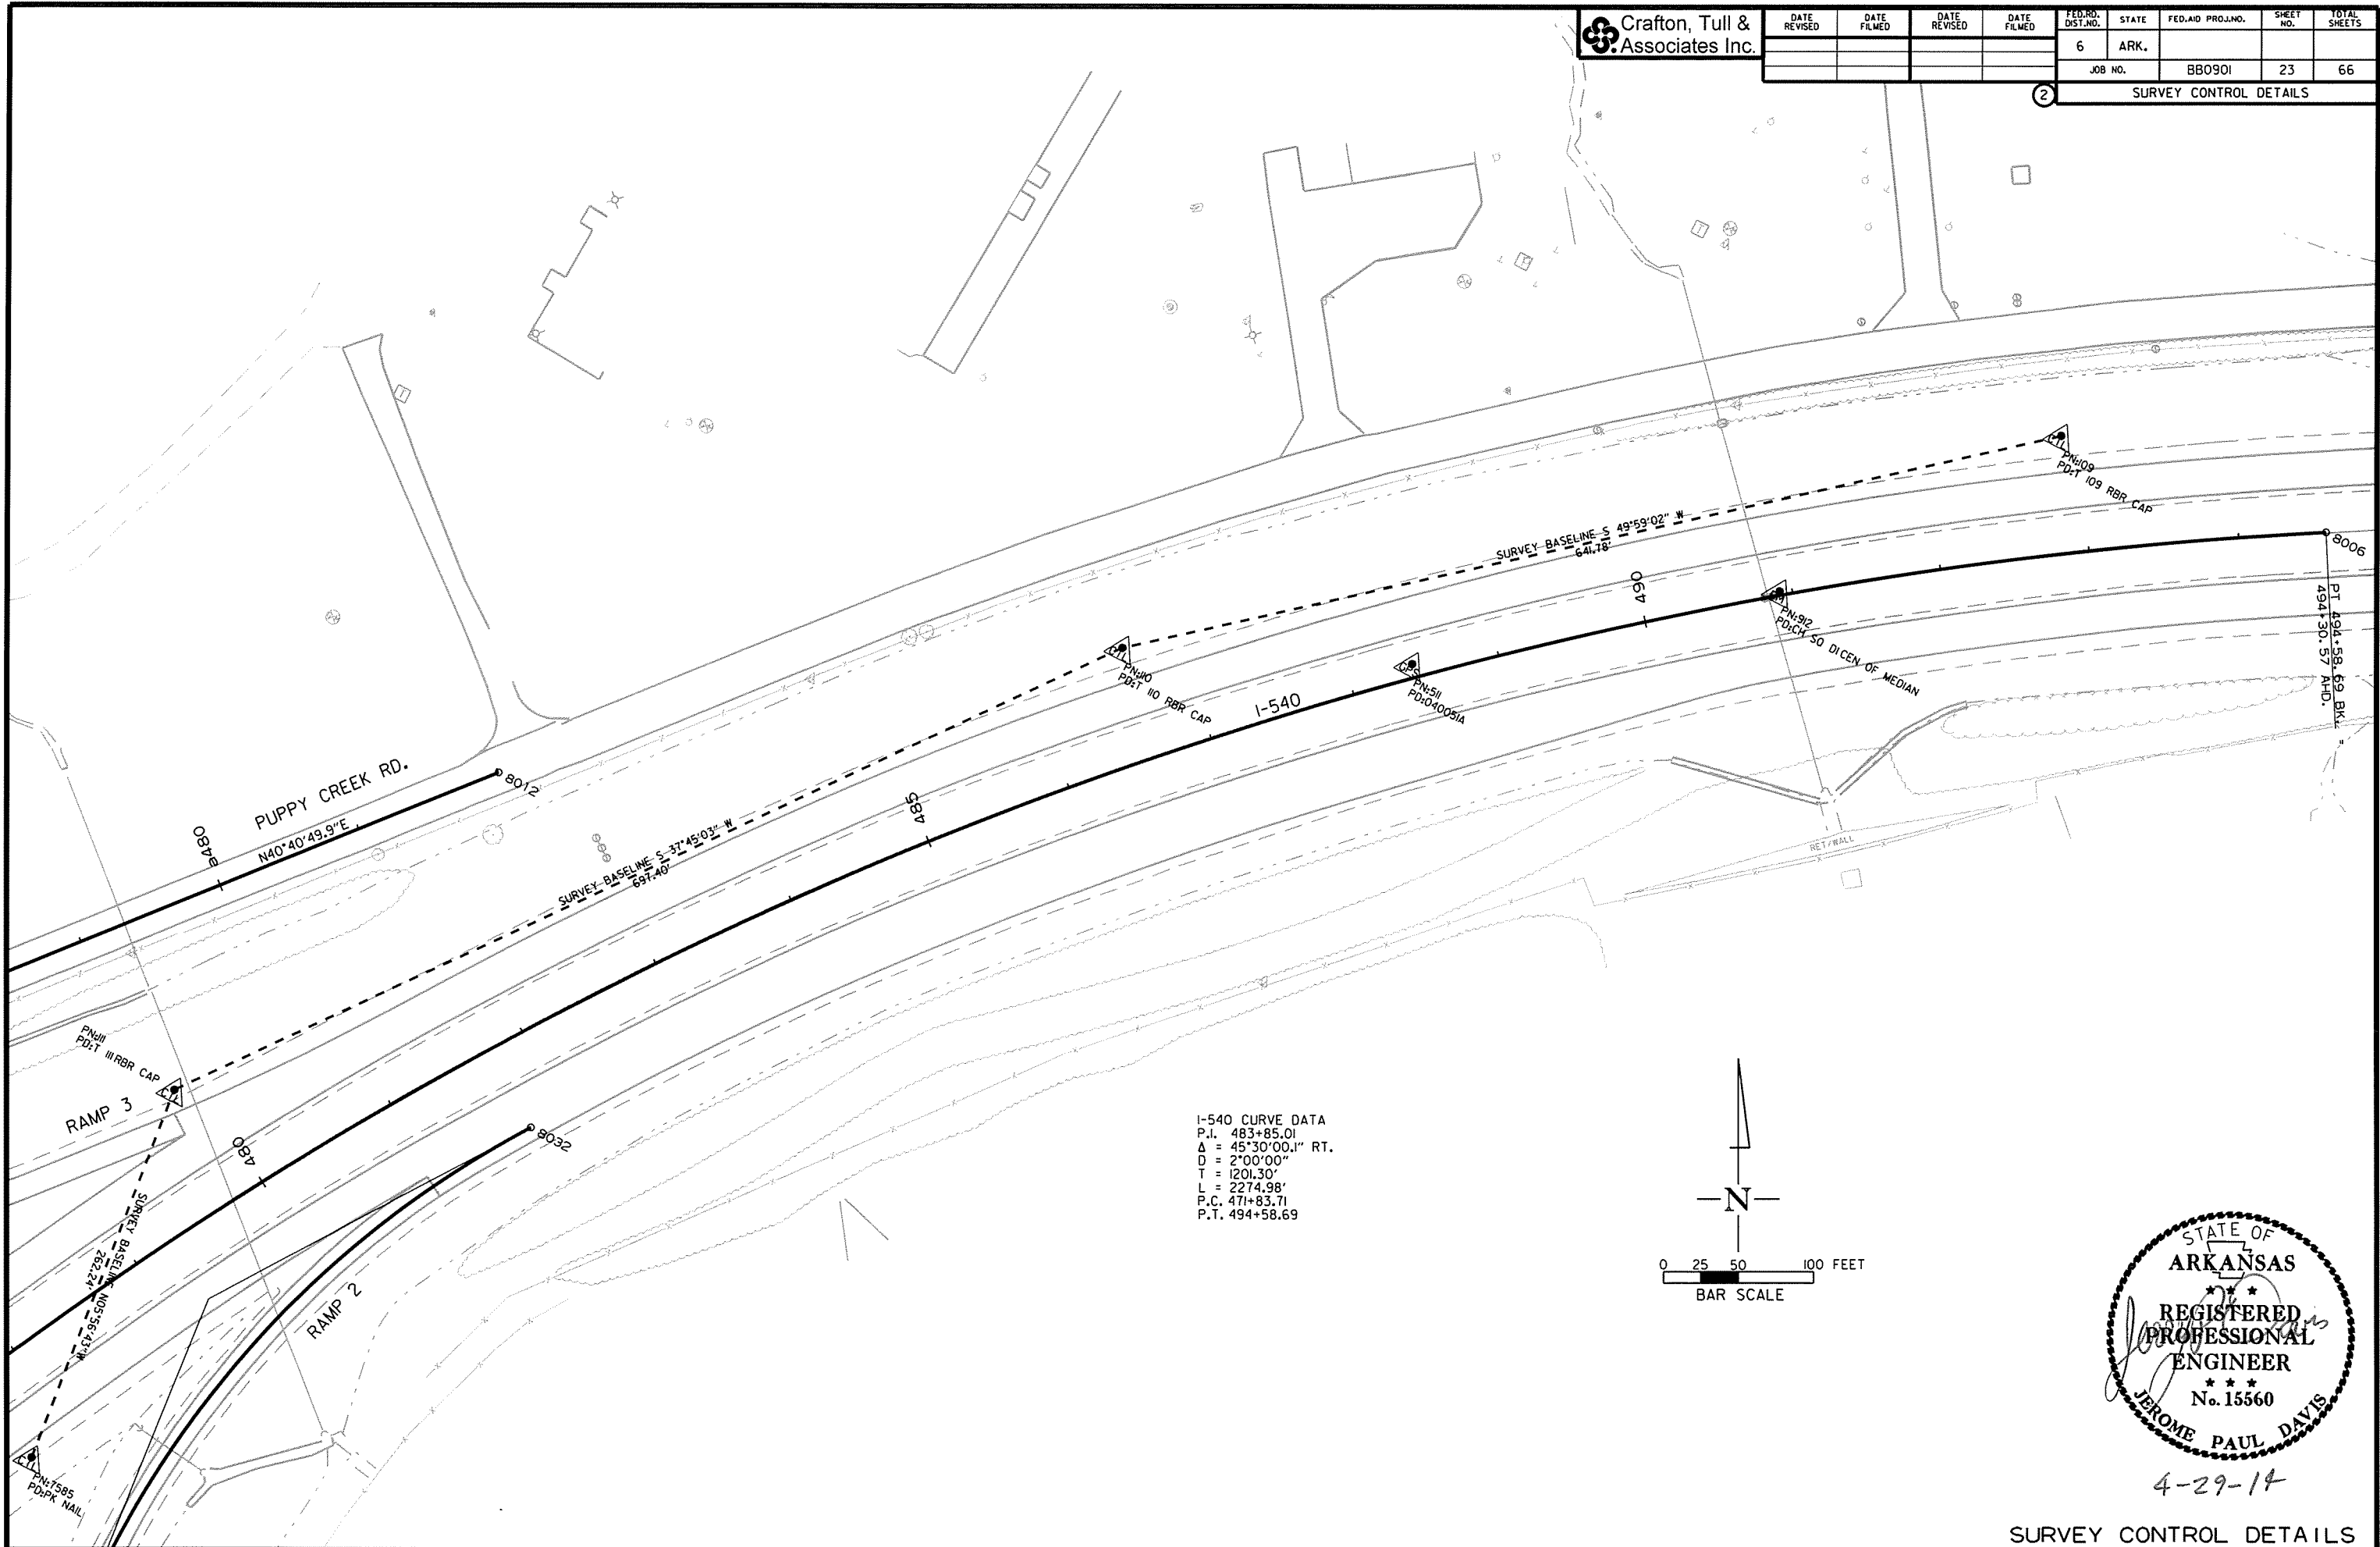 Crafton, Tull &
Associates Inc.
DATE REVISED
DATE FILMED
DATE REVISED
DATE FILMED
FED.RD. DIST.NO.
STATE
FED.AID PROJ.NO.
SHEET NO.
TOTAL SHEETS
6
ARK.
JOB NO.
BB0901
23
66
2
SURVEY CONTROL DETAILS
CTL
PN:109
PD:T 109 RBR CAP
SURVEY BASELINE S 49°59'02" W
641.78'
8006
PT 494+58.69 BK. =
494+30.57 AHD.
490
PN:912
PD:CH SQ DICEN OF MEDIAN
CTL
PN:110
PD:T 110 RBR CAP
GPS
PN:511
PD:040051A
I-540
PUPPY CREEK RD.
8012
480
N40°40'49.9"E
485
SURVEY BASELINE S 37°45'03" W
697.40'
RET/WALL
PN:111
PD:T 111 RBR CAP
CTL
RAMP 3
480
8032
SURVEY BASELINE N05°56'43"W
262.24'
RAMP 2
CTL
PN:7585
PD:PK NAIL
I-540 CURVE DATA
P.I. 483+85.01
Δ = 45°30'00.1" RT.
D = 2°00'00"
T = 1201.30'
L = 2274.98'
P.C. 471+83.71
P.T. 494+58.69
N
0 25 50 100 FEET
BAR SCALE
STATE OF
ARKANSAS
★ ★ ★
REGISTERED
PROFESSIONAL
ENGINEER
★ ★ ★
No. 15560
JEROME PAUL DAVIS
4-29-14
SURVEY CONTROL DETAILS